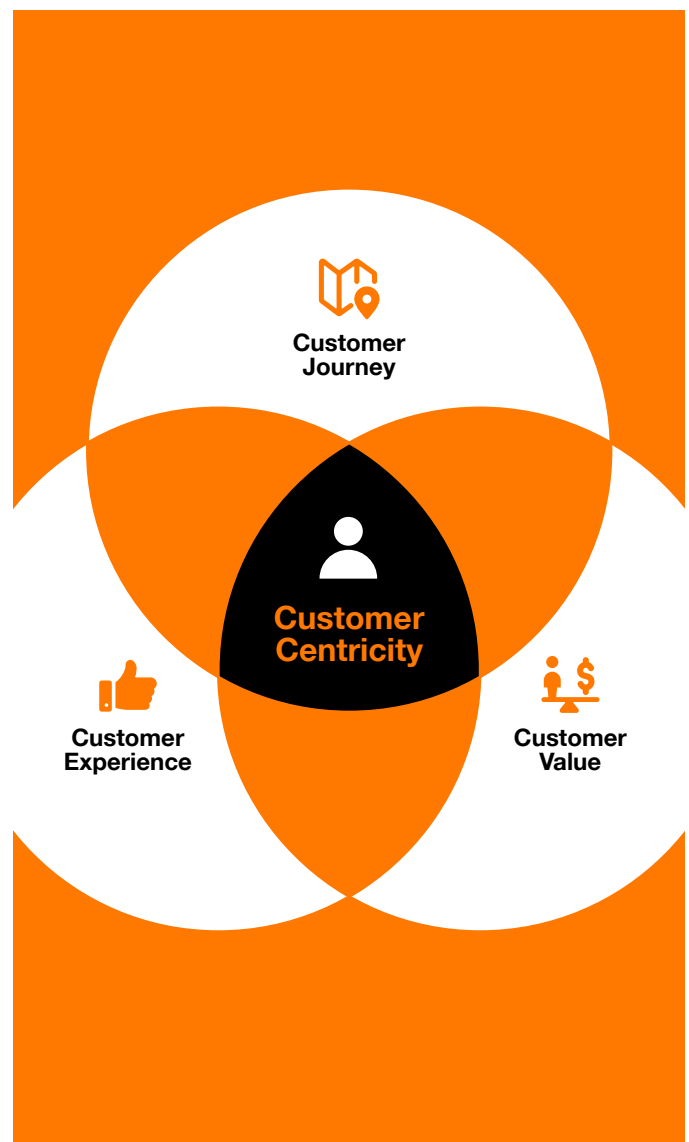 Customer
Journey
Customer
Centricity
Customer
Experience
Customer
Value